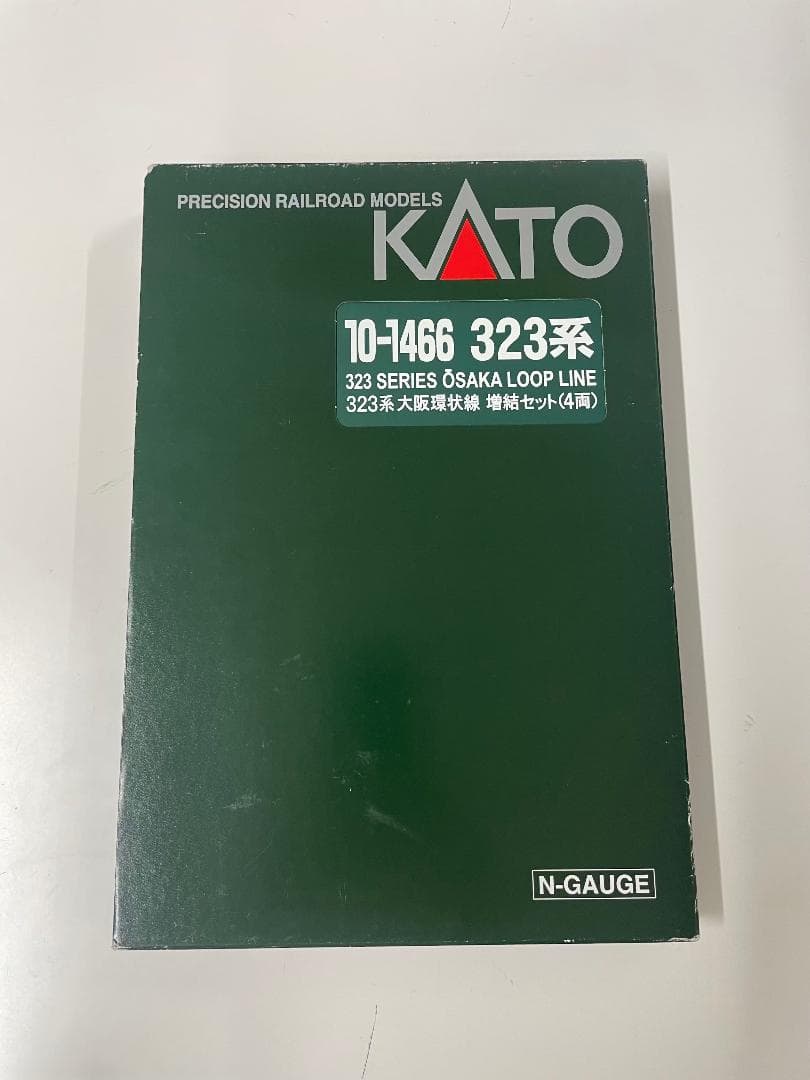 PRECISION RAILROAD MODELS
KATO
10-1466 323系
323 SERIES ŌSAKA LOOP LINE
323系 大阪環状線 増結セット(4両)
N-GAUGE